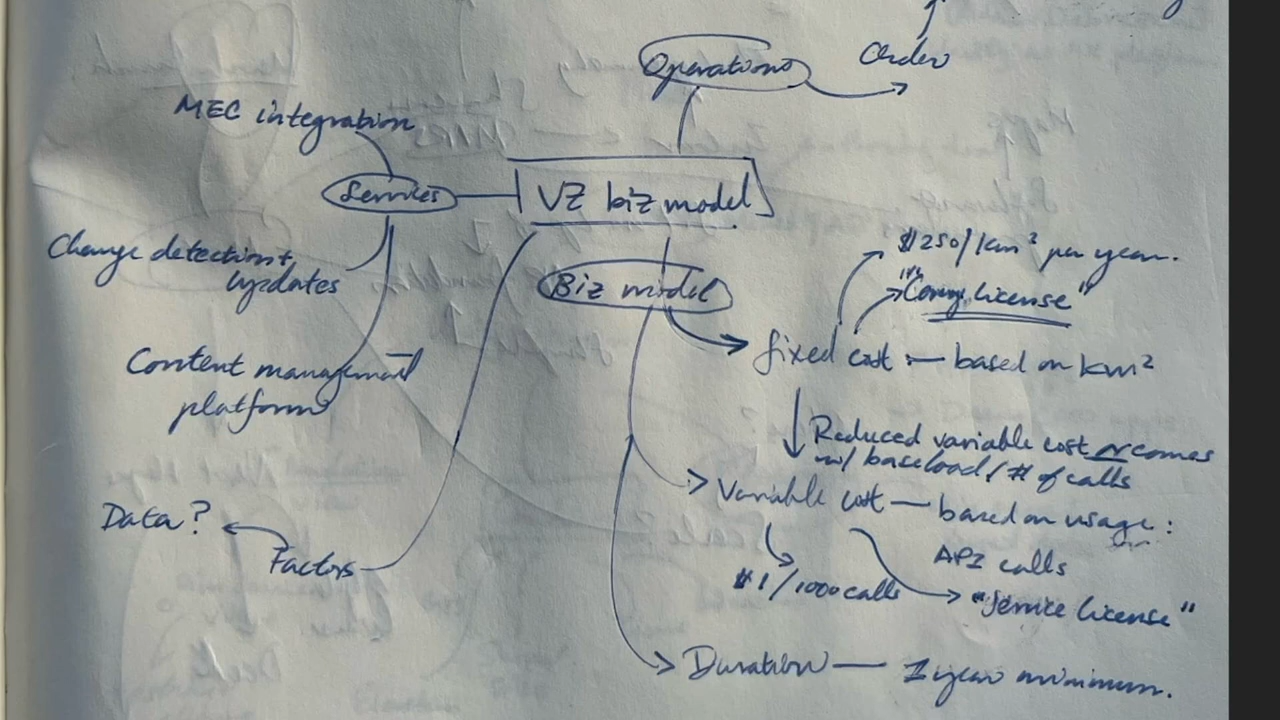 Operations
Order
MEC integration
Services
VZ biz model
Change detection +
updates
Biz model
$250/km² per year.
license"
fixed cost — based on km²
Content management
platform
Reduced variable cost or comes
w/ baseload / # of calls
Variable cost — based on usage:
API calls
$1/1000 calls
"Service license"
Data?
Factors
Duration — 1 year minimum.